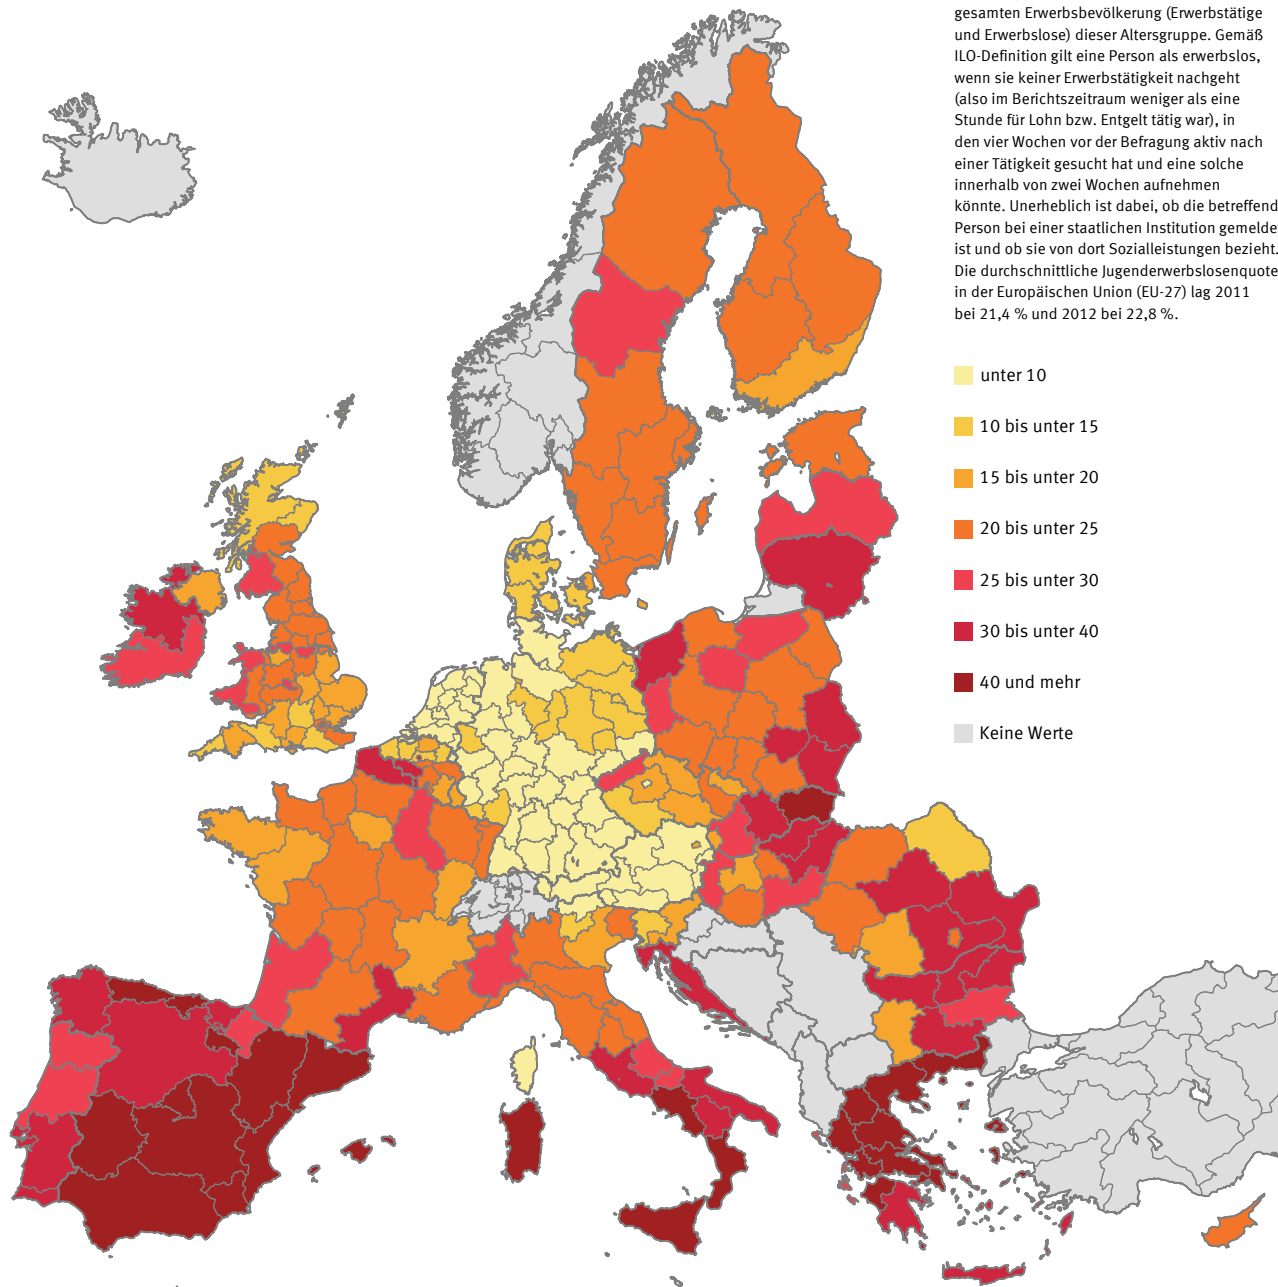 gesamten Erwerbsbevölkerung (Erwerbstätige
und Erwerbslose) dieser Altersgruppe. Gemäß
ILO-Definition gilt eine Person als erwerbslos,
wenn sie keiner Erwerbstätigkeit nachgeht
(also im Berichtszeitraum weniger als eine
Stunde für Lohn bzw. Entgelt tätig war), in
den vier Wochen vor der Befragung aktiv nach
einer Tätigkeit gesucht hat und eine solche
innerhalb von zwei Wochen aufnehmen
könnte. Unerheblich ist dabei, ob die betreffend
Person bei einer staatlichen Institution gemelde
ist und ob sie von dort Sozialleistungen bezieht.
Die durchschnittliche Jugenderwerbslosenquote
in der Europäischen Union (EU-27) lag 2011
bei 21,4 % und 2012 bei 22,8 %.
unter 10
10 bis unter 15
15 bis unter 20
20 bis unter 25
25 bis unter 30
30 bis unter 40
40 und mehr
Keine Werte